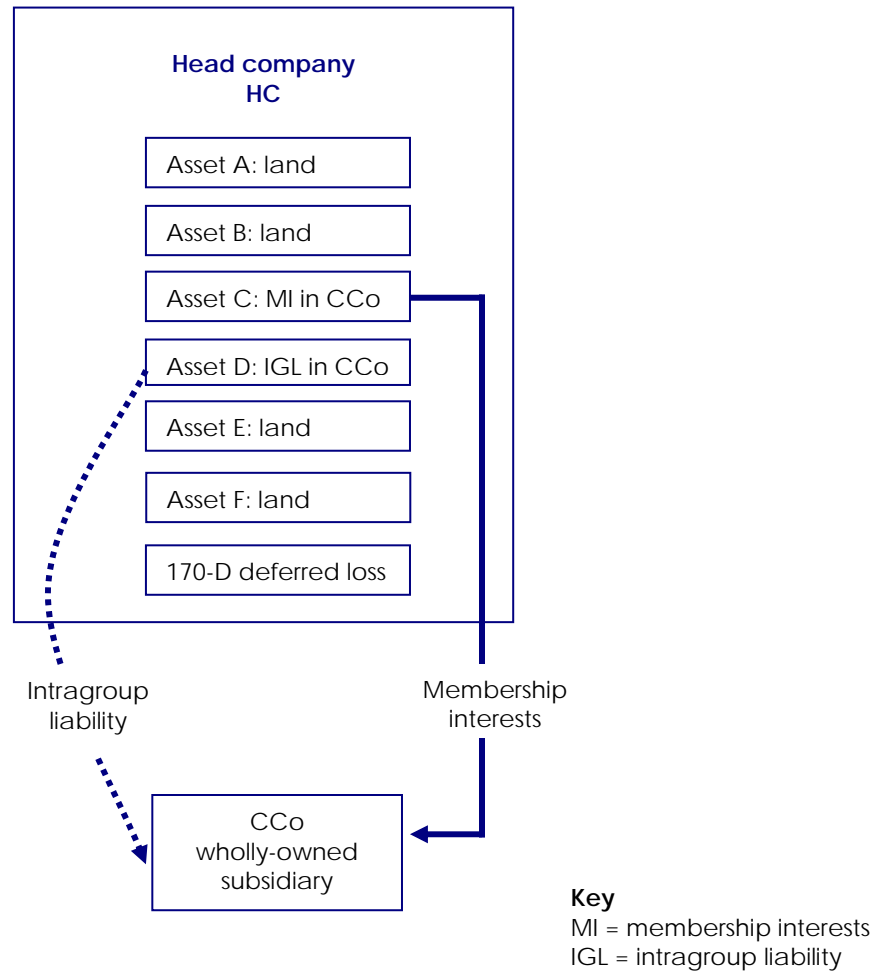 Head company
HC
Asset A: land
Asset B: land
Asset C: MI in CCo
Asset D: IGL in CCo
Asset E: land
Asset F: land
170-D deferred loss
Intragroup
liability
Membership
interests
CCo
wholly-owned
subsidiary
Key
MI = membership interests
IGL = intragroup liability